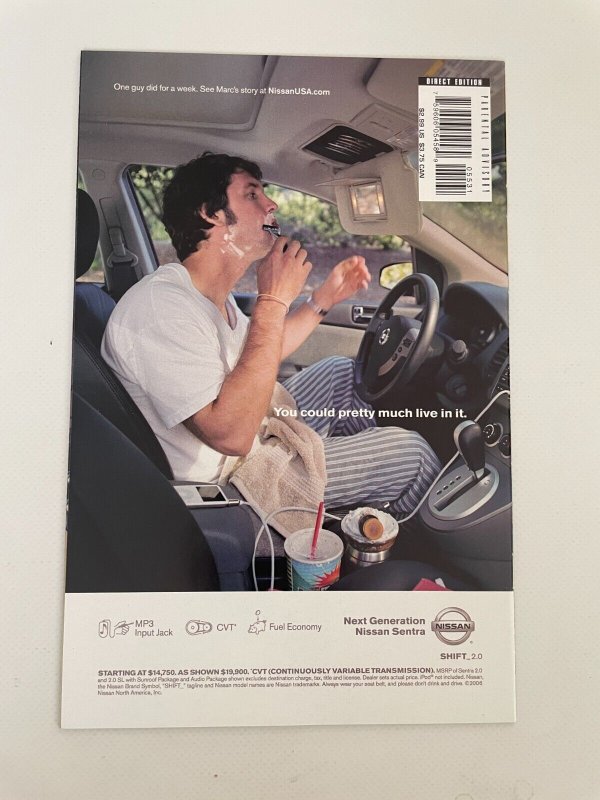 One guy did for a week. See Marc's story at NissanUSA.com
DIRECT EDITION
PARENTAL ADVISORY
05531
$2.99 US $3.75 CAN
You could pretty much live in it.
MP3
Input Jack
CVT*
Fuel Economy
Next Generation
Nissan Sentra
NISSAN
SHIFT_2.0
STARTING AT $14,750. AS SHOWN $19,900. *CVT (CONTINUOUSLY VARIABLE TRANSMISSION). MSRP of Sentra 2.0
and 2.0 SL with Sunroof Package and Audio Package shown excludes destination charge, tax, title and license. Dealer sets actual price. iPod® not included. Nissan,
the Nissan Brand Symbol, "SHIFT_" tagline and Nissan model names are Nissan trademarks. Always wear your seat belt, and please don't drink and drive. ©2006
Nissan North America, Inc.